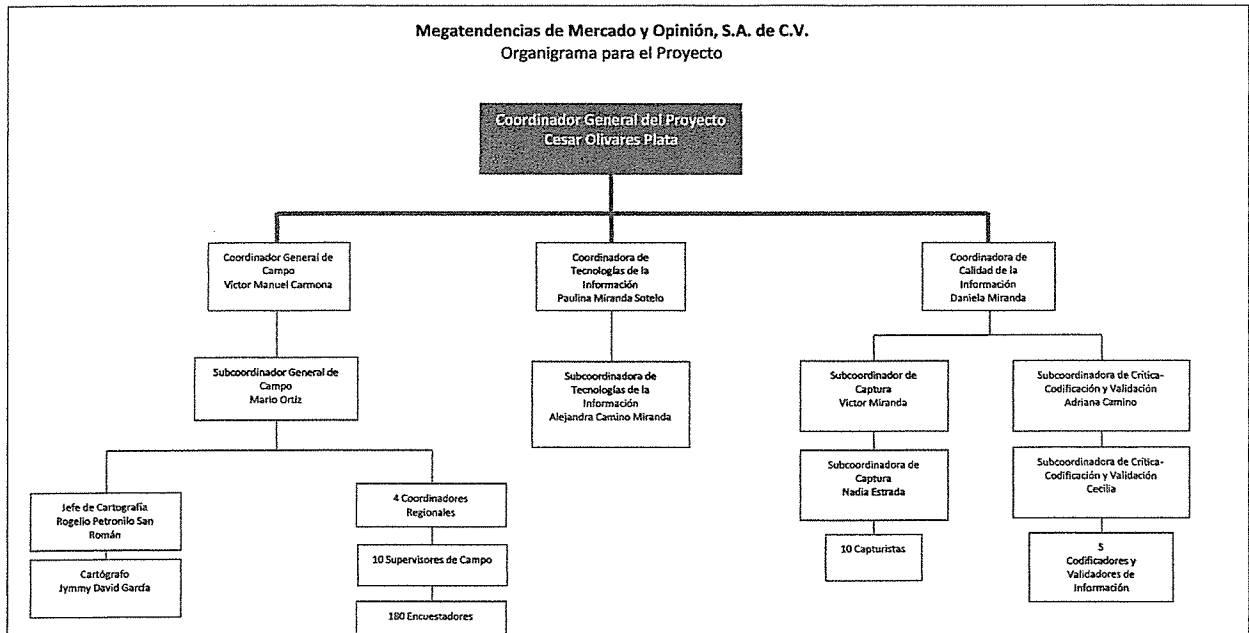 Megatendencias de Mercado y Opinión, S.A. de C.V.
Organigrama para el Proyecto
Coordinador General del Proyecto
Cesar Olivares Plata
Coordinador General de
Campo
Victor Manuel Carmona
Coordinadora de
Tecnologías de la
Información
Paulina Miranda Sotelo
Coordinadora de
Calidad de la
Información
Daniela Miranda
Subcoordinador General de
Campo
Mario Ortiz
Subcoordinadora de
Tecnologías de la
Información
Alejandra Camino Miranda
Subcoordinador de
Captura
Victor Miranda
Subcoordinadora de Crítica-
Codificación y Validación
Adriana Camino
Subcoordinadora de
Captura
Nadia Estrada
Subcoordinadora de Crítica-
Codificación y Validación
Cecilia
Jefe de Cartografía
Rogelio Petronilo San
Román
4 Coordinadores
Regionales
10 Capturistas
5
Codificadores y
Validadores de
Información
Cartógrafo
Jymmy David García
10 Supervisores de Campo
180 Encuestadores